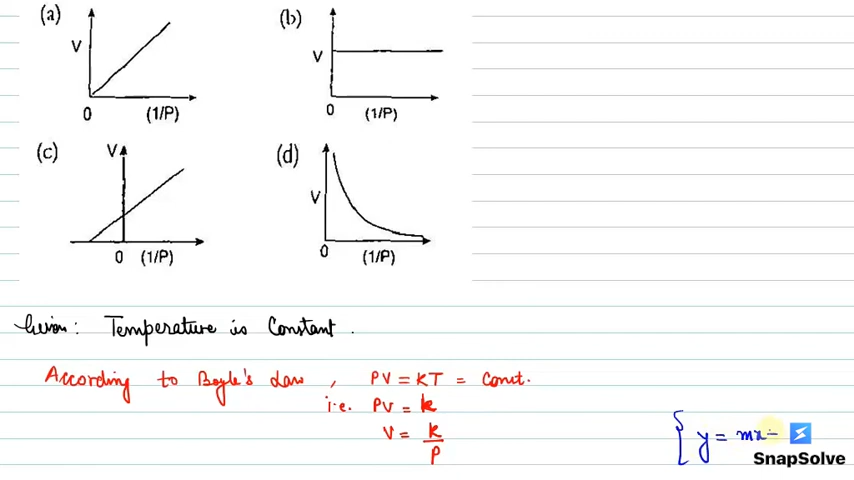 (a)
V
0 (1/P)
(b)
V
0 (1/P)
(c)
V
0 (1/P)
(d)
V
0 (1/P)
Given: Temperature is Constant.
According to Boyle's Law, PV = KT = Const.
i.e. PV = k
V = k/P
{ y = mx
SnapSolve